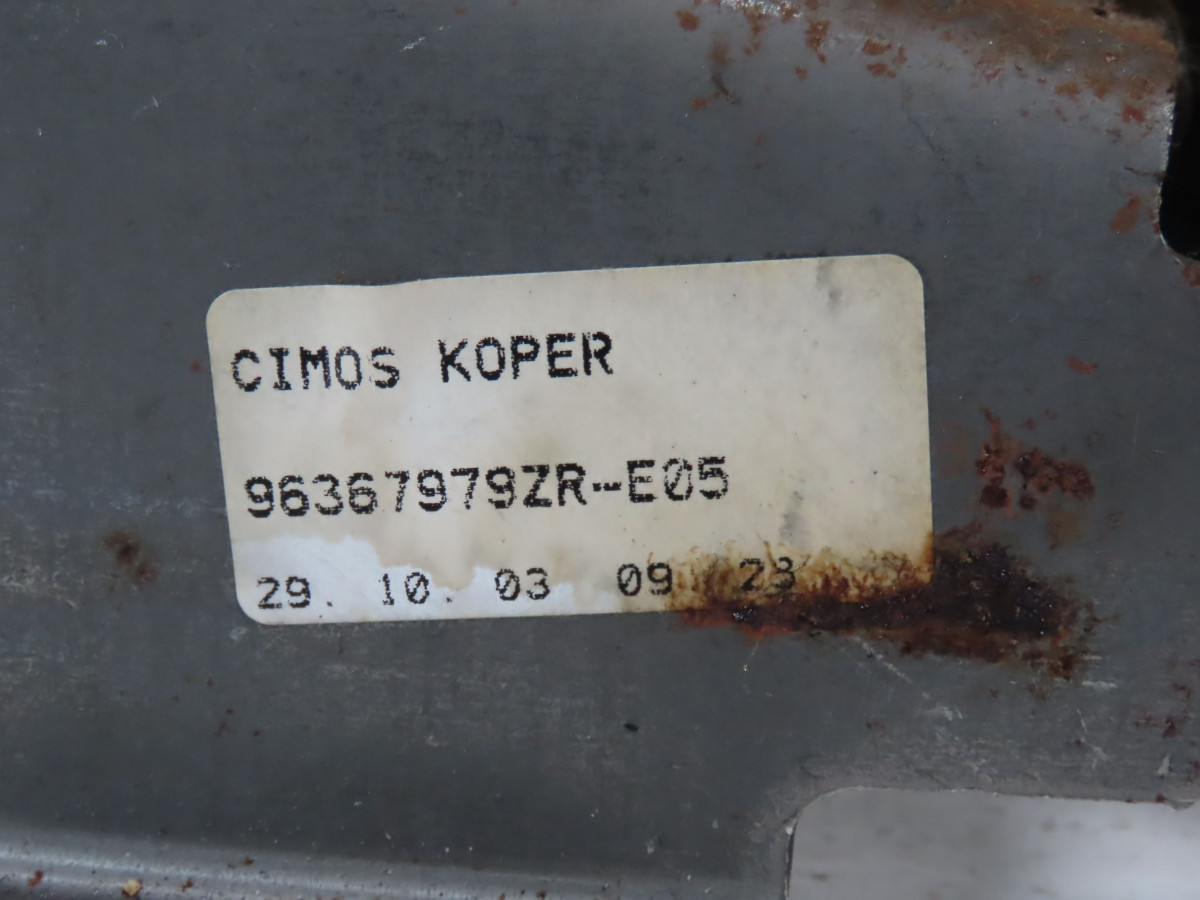 CIMOS KOPER
96367979ZR-E05
29. 10. 03 09 23